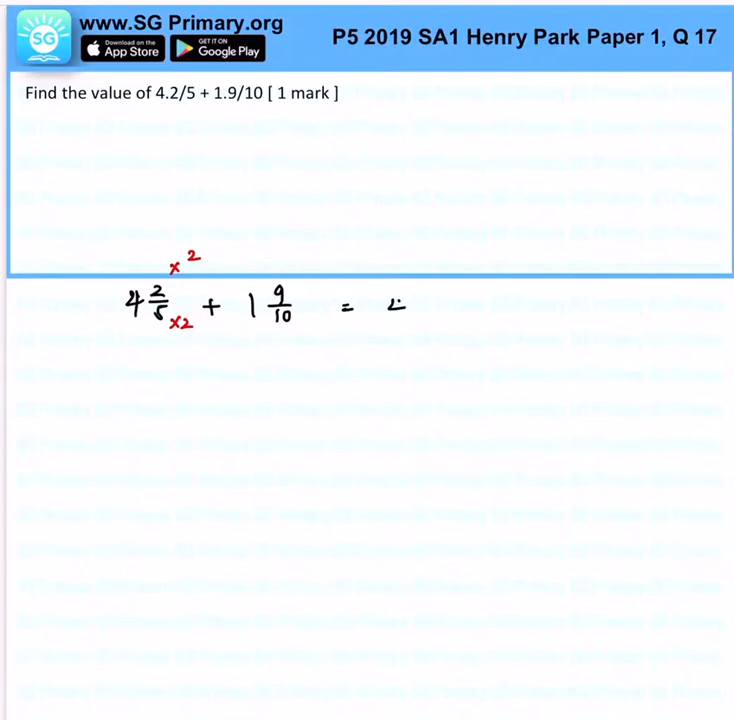 www.SG Primary.org
SG
Download on the
App Store
GET IT ON
Google Play
P5 2019 SA1 Henry Park Paper 1, Q 17
Find the value of 4.2/5 + 1.9/10 [ 1 mark ]
x 2
4 2/5 + 1 9/10 =
x2